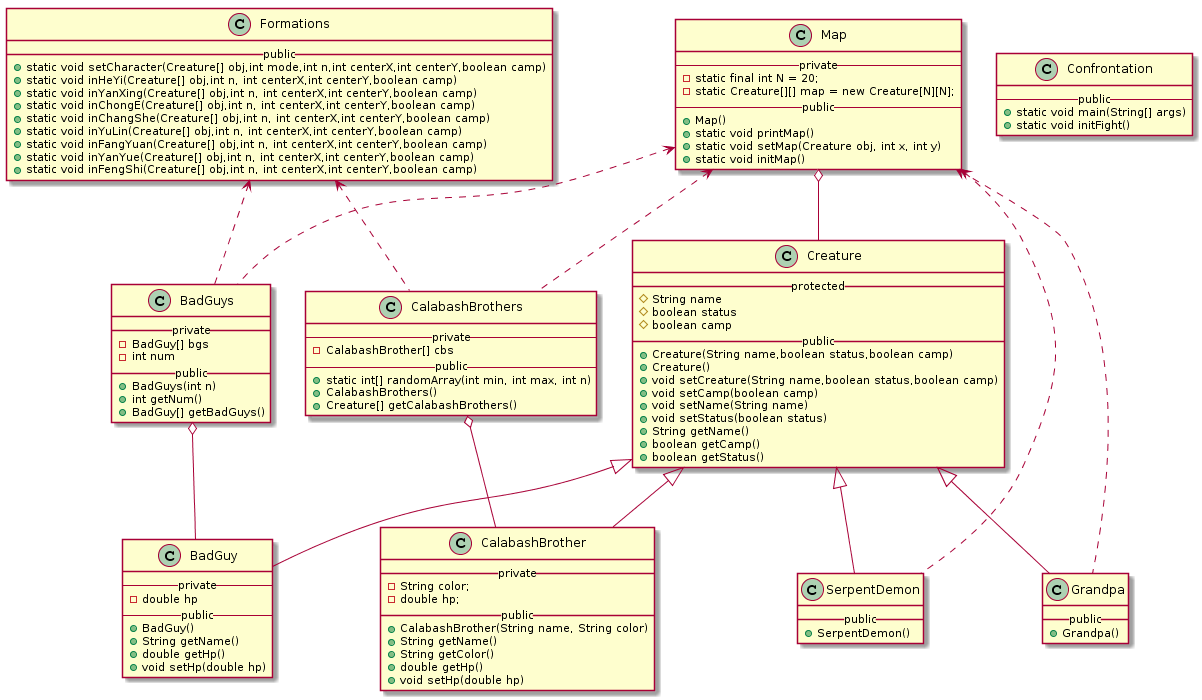 C Formations
public
static void setCharacter(Creature[] obj,int mode,int n,int centerX,int centerY,boolean camp)
static void inHeYi(Creature[] obj,int n, int centerX,int centerY,boolean camp)
static void inYanXing(Creature[] obj,int n, int centerX,int centerY,boolean camp)
static void inChongE(Creature[] obj,int n, int centerX,int centerY,boolean camp)
static void inChangShe(Creature[] obj,int n, int centerX,int centerY,boolean camp)
static void inYuLin(Creature[] obj,int n, int centerX,int centerY,boolean camp)
static void inFangYuan(Creature[] obj,int n, int centerX,int centerY,boolean camp)
static void inYanYue(Creature[] obj,int n, int centerX,int centerY,boolean camp)
static void inFengShi(Creature[] obj,int n, int centerX,int centerY,boolean camp)
C Map
private
static final int N = 20;
static Creature[][] map = new Creature[N][N];
public
Map()
static void printMap()
static void setMap(Creature obj, int x, int y)
static void initMap()
C Confrontation
public
static void main(String[] args)
static void initFight()
C BadGuys
private
BadGuy[] bgs
int num
public
BadGuys(int n)
int getNum()
BadGuy[] getBadGuys()
C CalabashBrothers
private
CalabashBrother[] cbs
public
static int[] randomArray(int min, int max, int n)
CalabashBrothers()
Creature[] getCalabashBrothers()
C Creature
protected
String name
boolean status
boolean camp
public
Creature(String name,boolean status,boolean camp)
Creature()
void setCreature(String name,boolean status,boolean camp)
void setCamp(boolean camp)
void setName(String name)
void setStatus(boolean status)
String getName()
boolean getCamp()
boolean getStatus()
C BadGuy
private
double hp
public
BadGuy()
String getName()
double getHp()
void setHp(double hp)
C CalabashBrother
private
String color;
double hp;
public
CalabashBrother(String name, String color)
String getName()
String getColor()
double getHp()
void setHp(double hp)
C SerpentDemon
public
SerpentDemon()
C Grandpa
public
Grandpa()